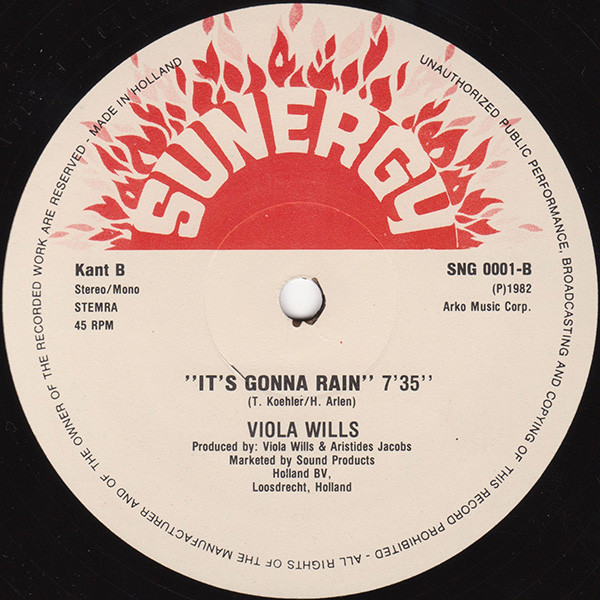 SUNERGY
Kant B
Stereo/Mono
STEMRA
45 RPM
SNG 0001-B
(P)1982
Arko Music Corp.
"IT'S GONNA RAIN" 7'35''
(T. Koehler/H. Arlen)
VIOLA WILLS
Produced by: Viola Wills & Aristides Jacobs
Marketed by Sound Products
Holland BV,
Loosdrecht, Holland
UNAUTHORIZED PUBLIC PERFORMANCE, BROADCASTING AND COPYING OF THIS RECORD PROHIBITED - ALL RIGHTS OF THE MANUFACTURER AND OF THE OWNER OF THE RECORDED WORK ARE RESERVED - MADE IN HOLLAND